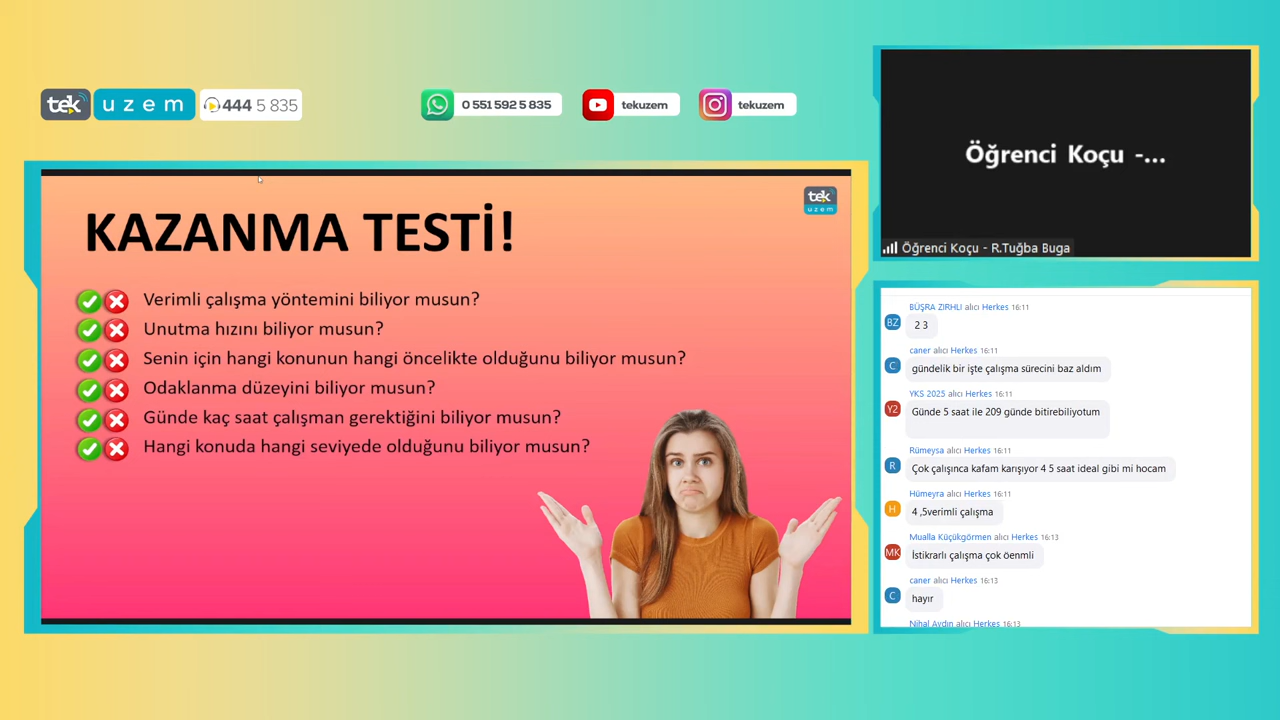 tek uzem 444 5 835
0 551 592 5 835
tekuzem
tekuzem
tek
uzem
KAZANMA TESTİ!
Verimli çalışma yöntemini biliyor musun?
Unutma hızını biliyor musun?
Senin için hangi konunun hangi öncelikte olduğunu biliyor musun?
Odaklanma düzeyini biliyor musun?
Günde kaç saat çalışman gerektiğini biliyor musun?
Hangi konuda hangi seviyede olduğunu biliyor musun?
Öğrenci Koçu -...
Öğrenci Koçu - R.Tuğba Buga
BÜŞRA ZIRHLI alıcı Herkes 16:11
BZ
2 3
caner alıcı Herkes 16:11
C
gündelik bir işte çalışma sürecini baz aldım
YKS 2025 alıcı Herkes 16:11
Y2
Günde 5 saat ile 209 günde bitirebiliyotum
Rümeysa alıcı Herkes 16:11
R
Çok çalışınca kafam karışıyor 4 5 saat ideal gibi mi hocam
Hümeyra alıcı Herkes 16:11
H
4 ,5verimli çalışma
Mualla Küçükgörmen alıcı Herkes 16:13
MK
İstikrarlı çalışma çok öenmli
caner alıcı Herkes 16:13
C
hayır
Nihal Aydın alıcı Herkes 16:13